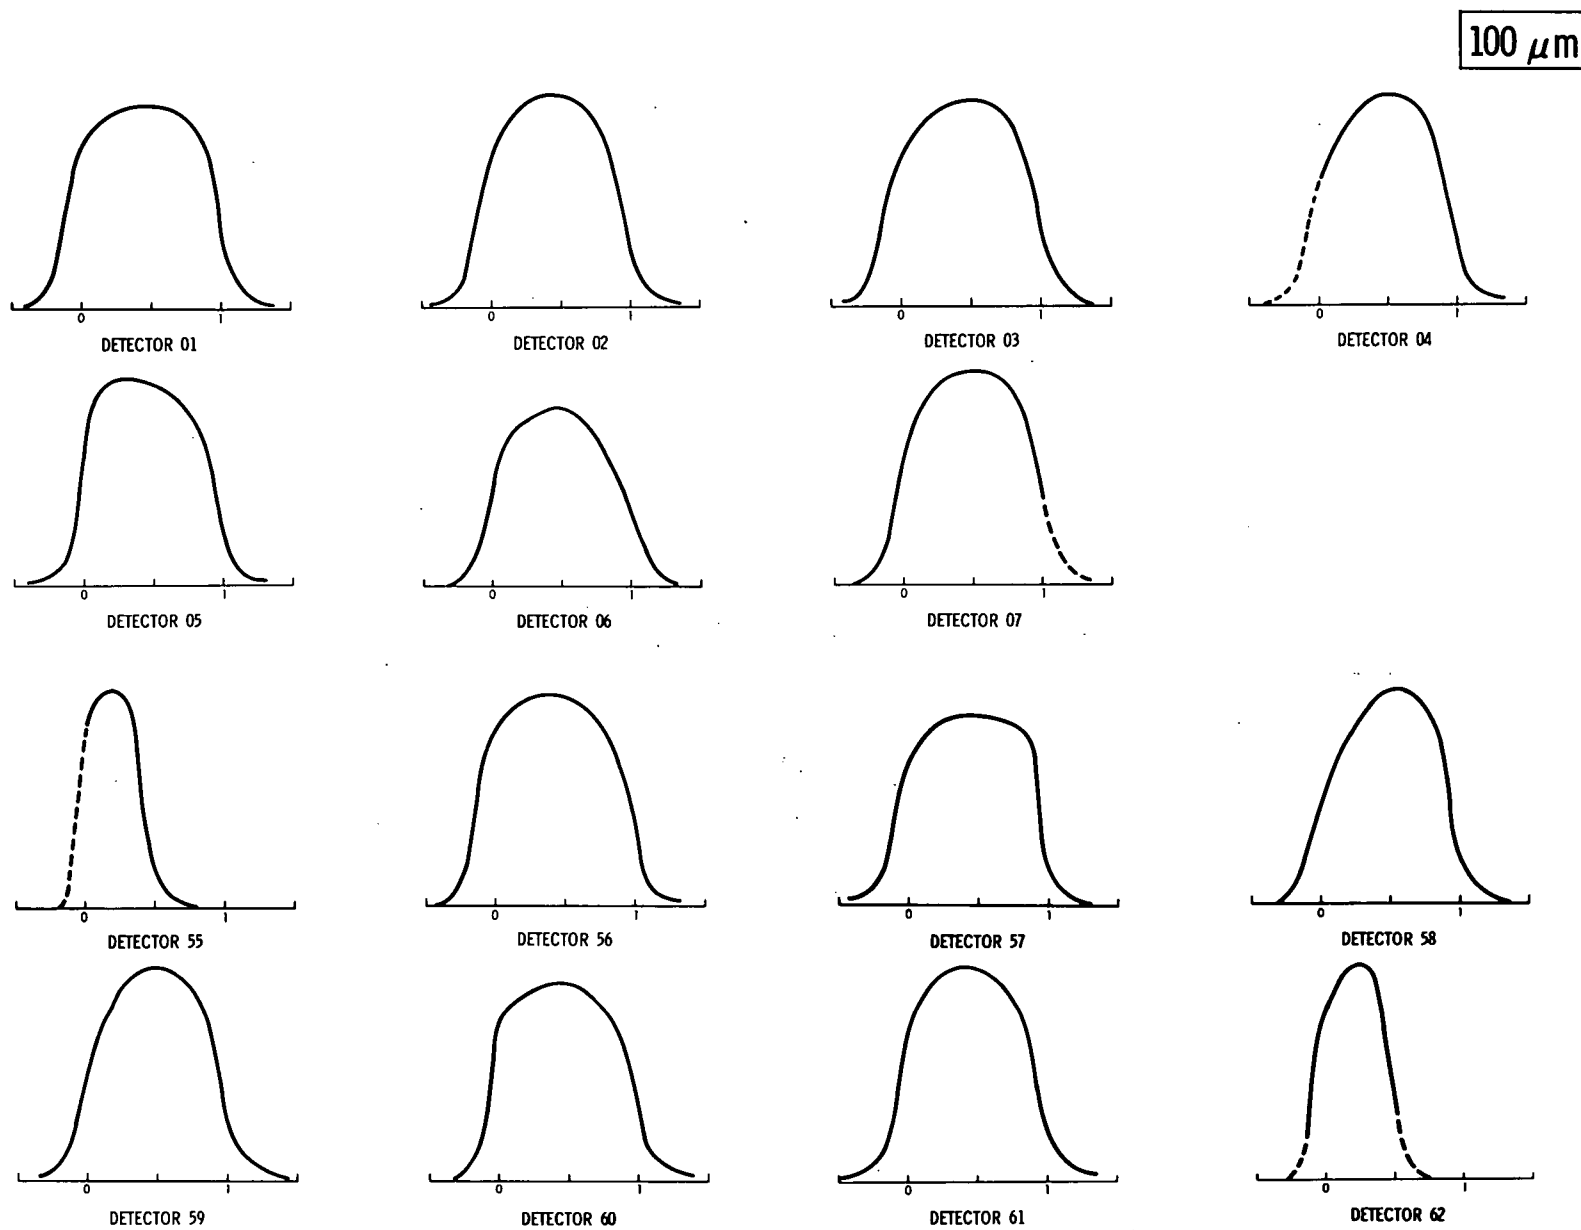 100 μm
0 1
0 1
0 1
0 1
DETECTOR 01
DETECTOR 02
DETECTOR 03
DETECTOR 04
0 1
0 1
0 1
DETECTOR 05
DETECTOR 06
DETECTOR 07
0 1
0 1
0 1
0 1
DETECTOR 55
DETECTOR 56
DETECTOR 57
DETECTOR 58
0 1
0 1
0 1
0 1
DETECTOR 59
DETECTOR 60
DETECTOR 61
DETECTOR 62